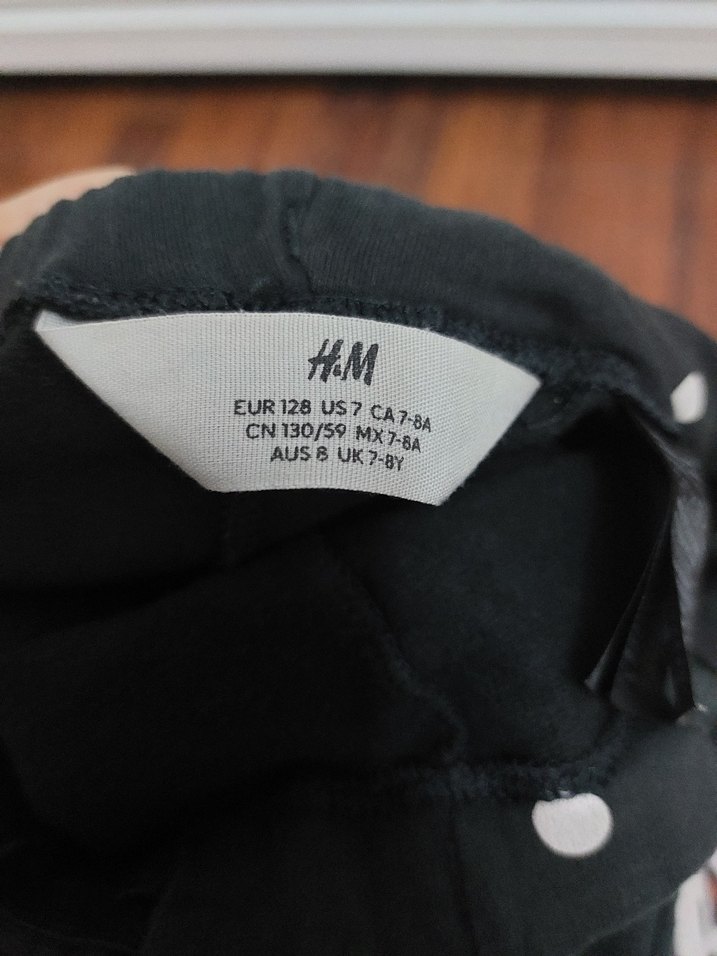 H&M
EUR 128 US 7 CA 7-8A
CN 130/59 MX 7-8A
AUS 8 UK 7-8Y